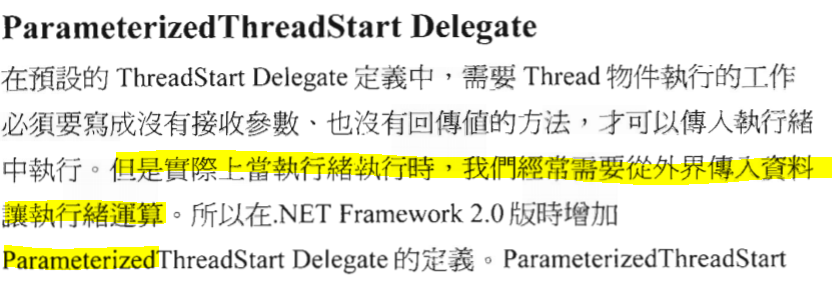 ParameterizedThreadStart Delegate
在預設的 ThreadStart Delegate 定義中，需要 Thread 物件執行的工作
必須要寫成沒有接收參數、也沒有回傳值的方法，才可以傳入執行緒
中執行。但是實際上當執行緒執行時，我們經常需要從外界傳入資料
讓執行緒運算。所以在.NET Framework 2.0 版時增加
ParameterizedThreadStart Delegate 的定義。ParameterizedThreadStart